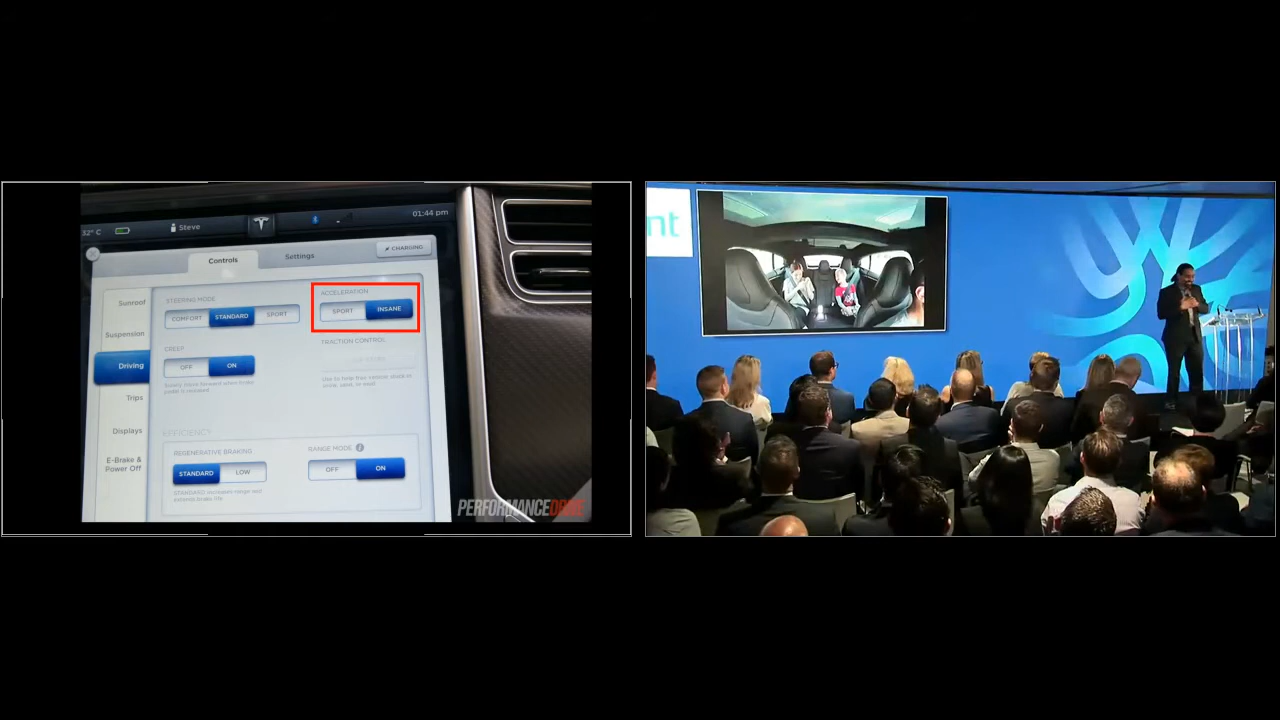 32° C
Steve
01:44 pm
Controls
Settings
CHARGING
Sunroof
Suspension
Driving
Trips
Displays
E-Brake &
Power Off
STEERING MODE
COMFORT STANDARD SPORT
ACCELERATION
SPORT INSANE
CREEP
OFF ON
TRACTION CONTROL
EFFICIENCY
REGENERATIVE BRAKING
STANDARD LOW
RANGE MODE
OFF ON
PERFORMANCEDRIVE
nt